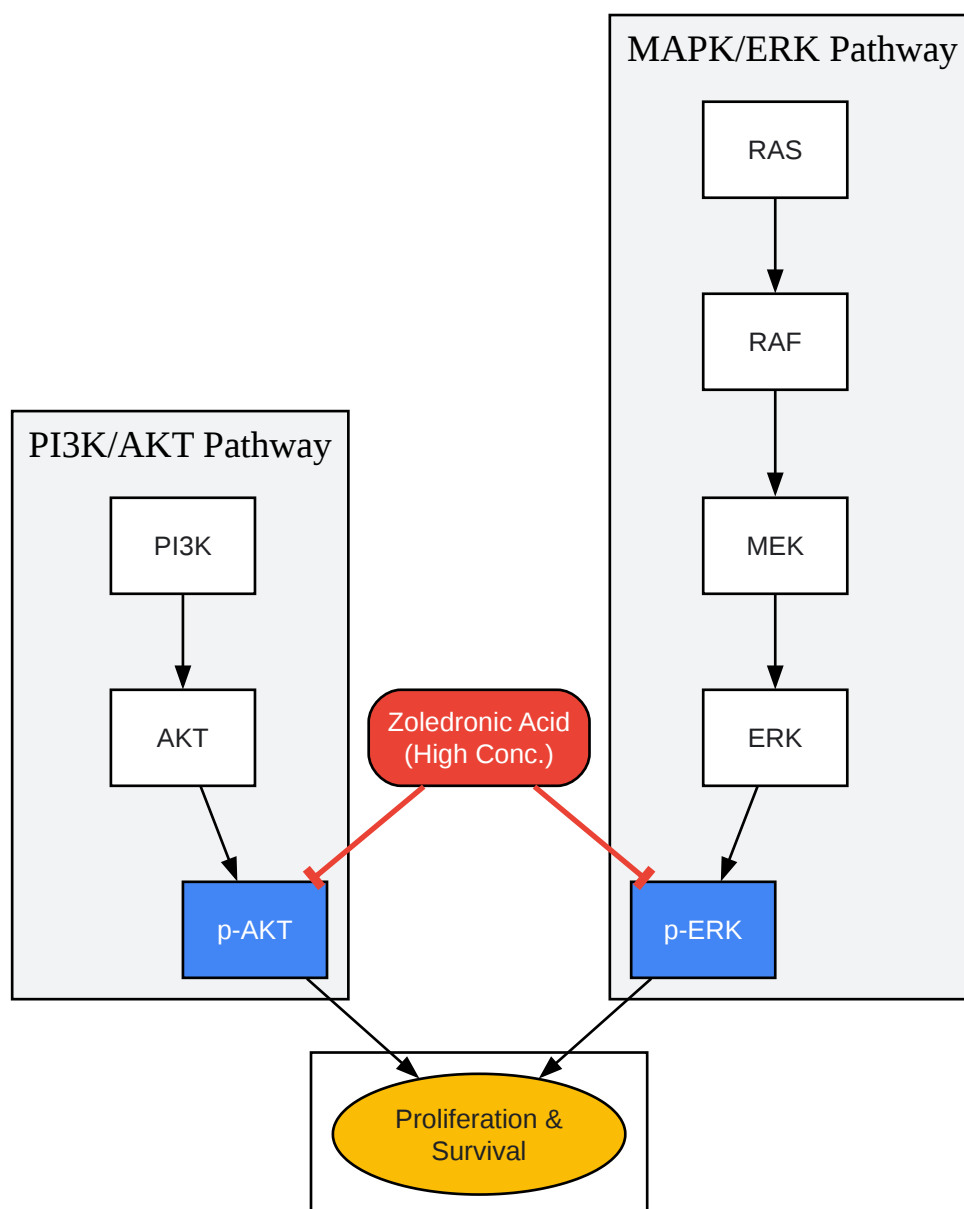 MAPK/ERK Pathway
RAS
RAF
PI3K/AKT Pathway
PI3K
MEK
AKT
Zoledronic Acid
(High Conc.)
ERK
p-AKT
p-ERK
Proliferation &
Survival